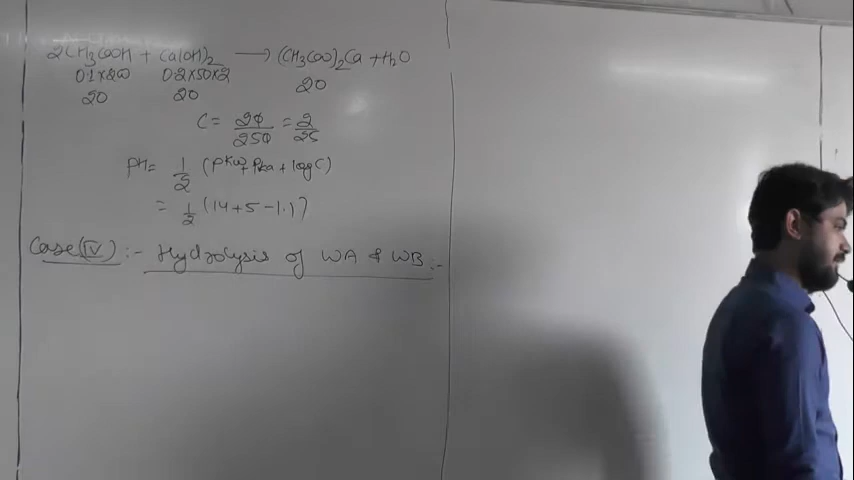 2CH3COOH + Ca(OH)2 → (CH3COO)2Ca + H2O
0.1×200 0.2×50×2 20
20 20
C = 20/250 = 2/25
PH = 1/2 (PKw + Pka + logC)
= 1/2 (14+5-1.1)
Case(IV) :- Hydrolysis of WA & WB :-